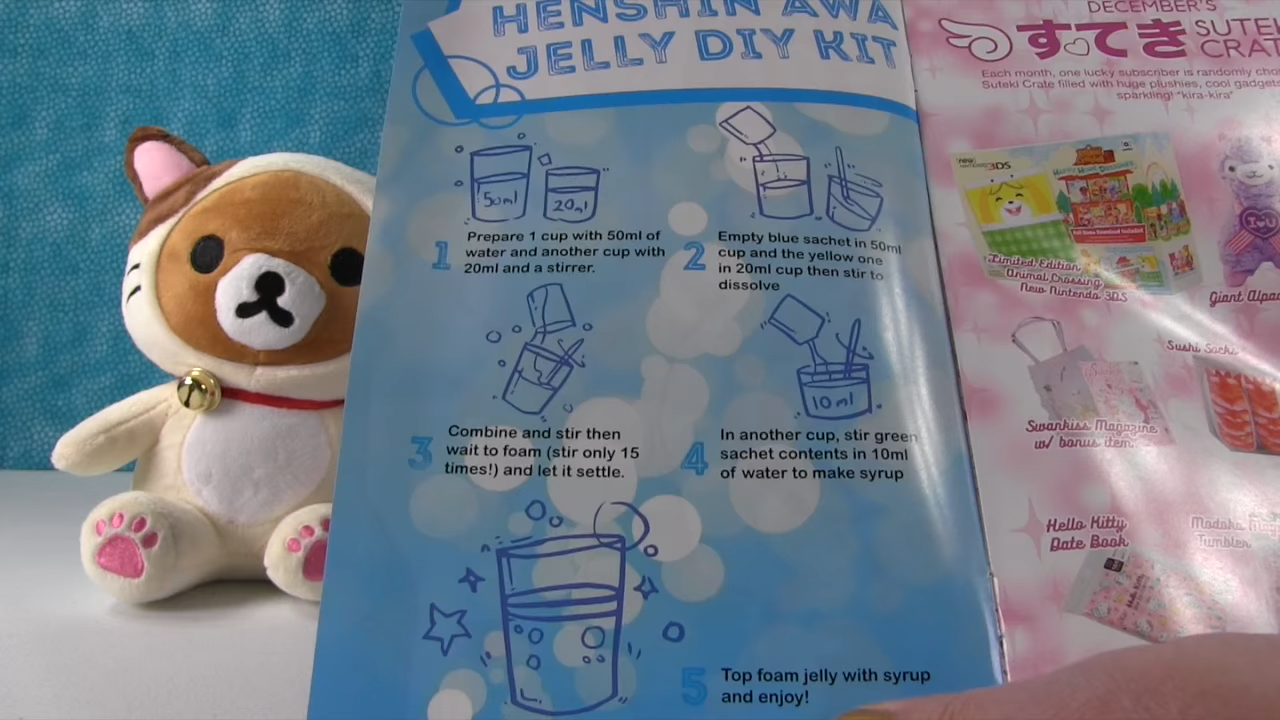 HENSHIN AWA
JELLY DIY KIT
50ml
20ml
1 Prepare 1 cup with 50ml of
water and another cup with
20ml and a stirrer.
2 Empty blue sachet in 50ml
cup and the yellow one
in 20ml cup then stir to
dissolve
3 Combine and stir then
wait to foam (stir only 15
times!) and let it settle.
10ml
4 In another cup, stir green
sachet contents in 10ml
of water to make syrup
5 Top foam jelly with syrup
and enjoy!
DECEMBER'S
すてき
Each month, one lucky subscriber is randomly
Suteki Crate filled with huge plushies, cool
sparkling! "kira-kira"
new
NINTENDO3DS
Limited Edition
Animal Crossing
New Nintendo 3DS
I U
Giant
Sushi Socks
Swankiss Magazine
w/ bonus item
Hello Kitty
Date Book
Madoka
Tumbler